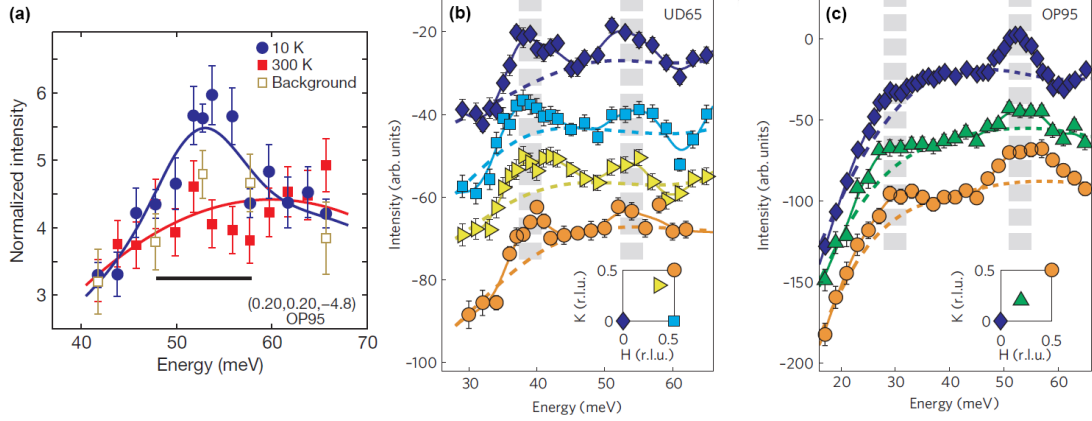 (a)
10 K
300 K
Background
Normalized intensity
6
5
4
3
(0.20,0.20,−4.8)
OP95
40
50
60
70
Energy (meV)
(b)
UD65
Intensity (arb. units)
-20
-40
-60
-80
-100
K (r.l.u.)
0.5
0
0
0.5
H (r.l.u.)
30
40
50
60
Energy (meV)
(c)
OP95
Intensity (arb. units)
0
-50
-100
-150
-200
K (r.l.u.)
0.5
0
0
0.5
H (r.l.u.)
20
30
40
50
60
Energy (meV)